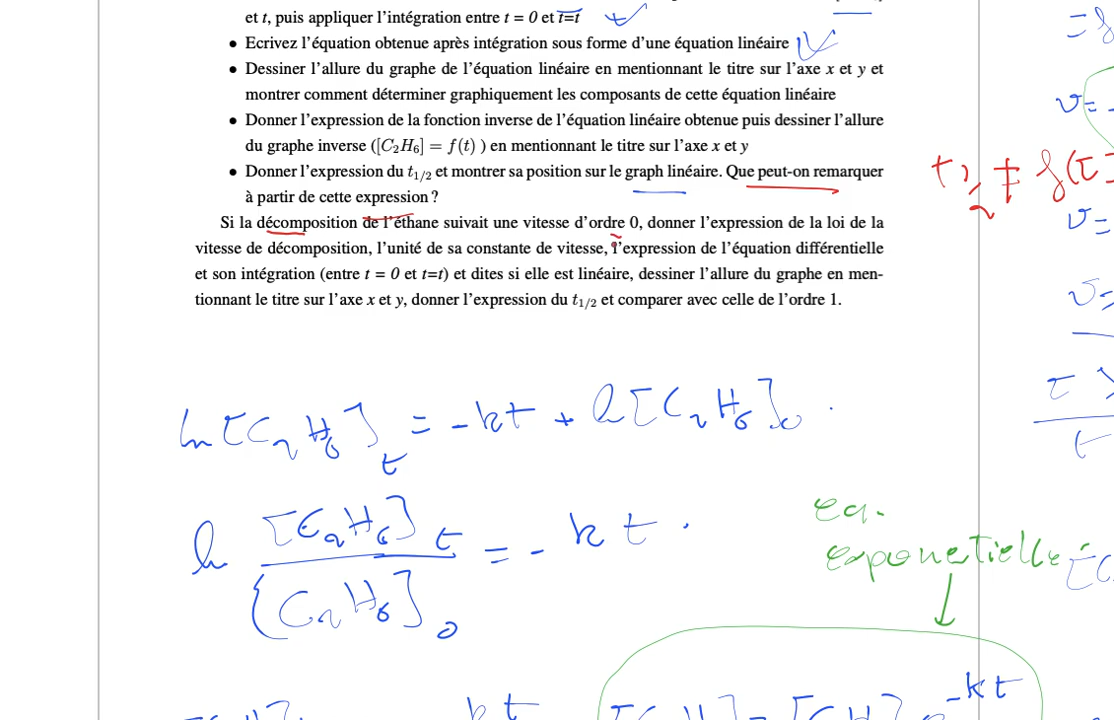 et t, puis appliquer l'intégration entre t = 0 et t=t
• Ecrivez l'équation obtenue après intégration sous forme d'une équation linéaire
• Dessiner l'allure du graphe de l'équation linéaire en mentionnant le titre sur l'axe x et y et
montrer comment déterminer graphiquement les composants de cette équation linéaire
• Donner l'expression de la fonction inverse de l'équation linéaire obtenue puis dessiner l'allure
du graphe inverse ([C₂H₆] = f(t) ) en mentionnant le titre sur l'axe x et y
• Donner l'expression du t₁/₂ et montrer sa position sur le graph linéaire. Que peut-on remarquer
à partir de cette expression ?
Si la décomposition de l'éthane suivait une vitesse d'ordre 0, donner l'expression de la loi de la
vitesse de décomposition, l'unité de sa constante de vitesse, l'expression de l'équation différentielle
et son intégration (entre t = 0 et t=t) et dites si elle est linéaire, dessiner l'allure du graphe en men-
tionnant le titre sur l'axe x et y, donner l'expression du t₁/₂ et comparer avec celle de l'ordre 1.
v=
t½ ≠ f([
v=
v=
ln[C₂H₆]t = -kt + l[C₂H₆]₀.
ln [C₂H₆]t / [C₂H₆]₀ = - kt.
eq.
exponetielle
-kt
kt